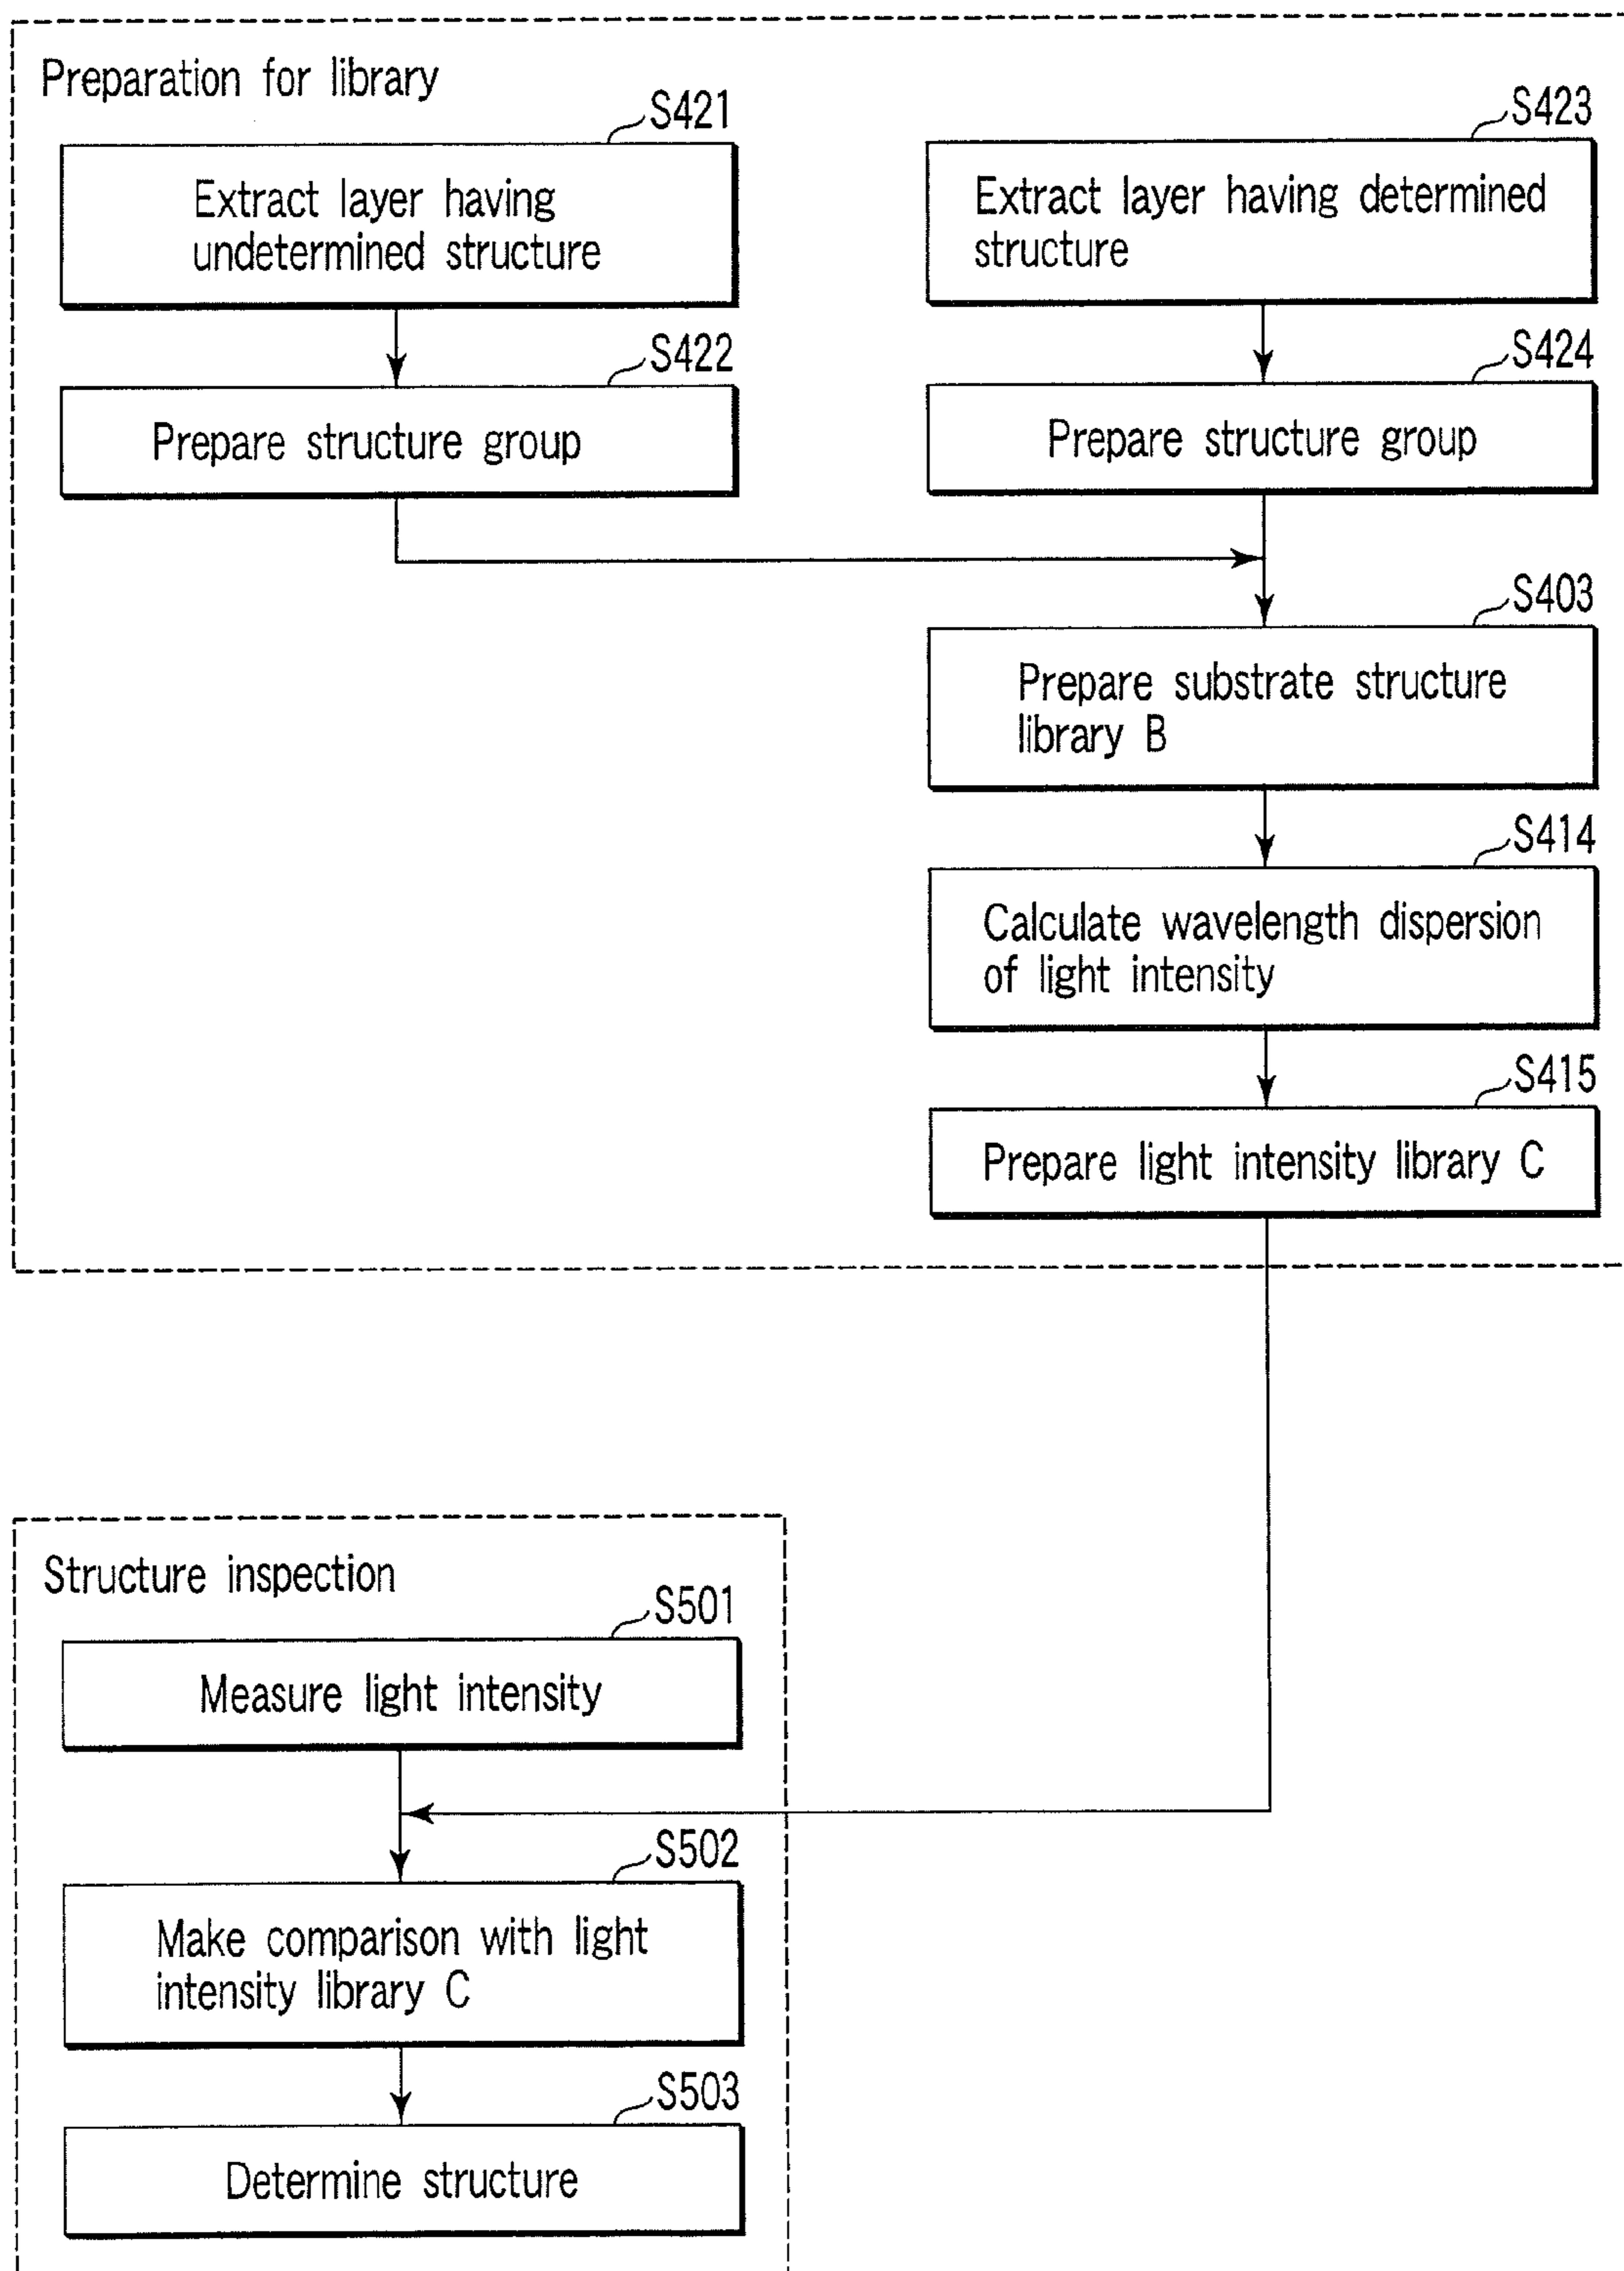 Preparation for library
S421
Extract layer having
undetermined structure
S423
Extract layer having determined
structure
S422
Prepare structure group
S424
Prepare structure group
S403
Prepare substrate structure
library B
S414
Calculate wavelength dispersion
of light intensity
S415
Prepare light intensity library C
Structure inspection
S501
Measure light intensity
S502
Make comparison with light
intensity library C
S503
Determine structure